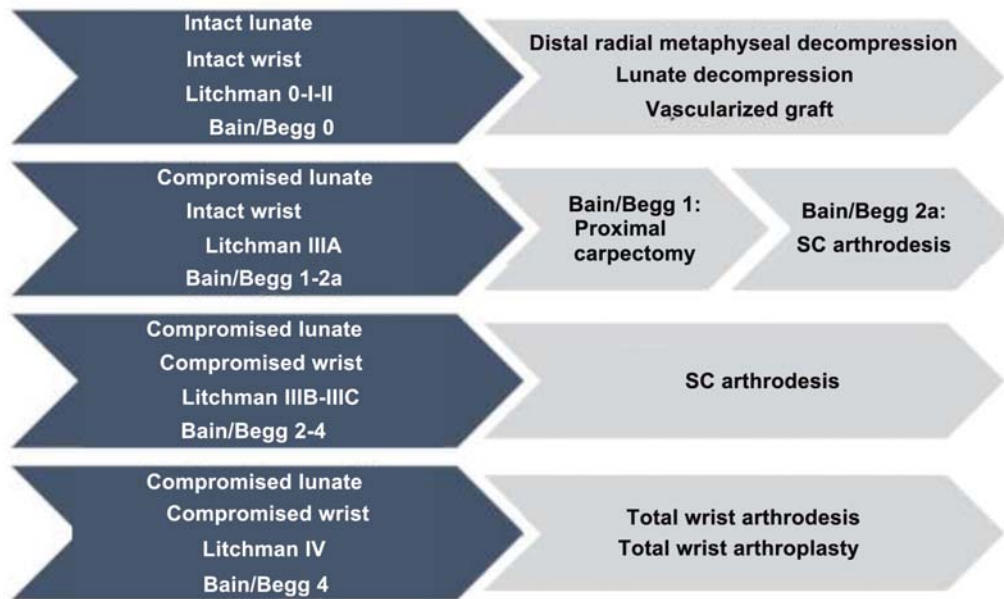 Intact lunate
Intact wrist
Litchman 0-I-II
Bain/Begg 0
Distal radial metaphyseal decompression
Lunate decompression
Vascularized graft
Compromised lunate
Intact wrist
Litchman IIIA
Bain/Begg 1-2a
Bain/Begg 1:
Proximal
carpectomy
Bain/Begg 2a:
SC arthrodesis
Compromised lunate
Compromised wrist
Litchman IIIB-IIIC
Bain/Begg 2-4
SC arthrodesis
Compromised lunate
Compromised wrist
Litchman IV
Bain/Begg 4
Total wrist arthrodesis
Total wrist arthroplasty